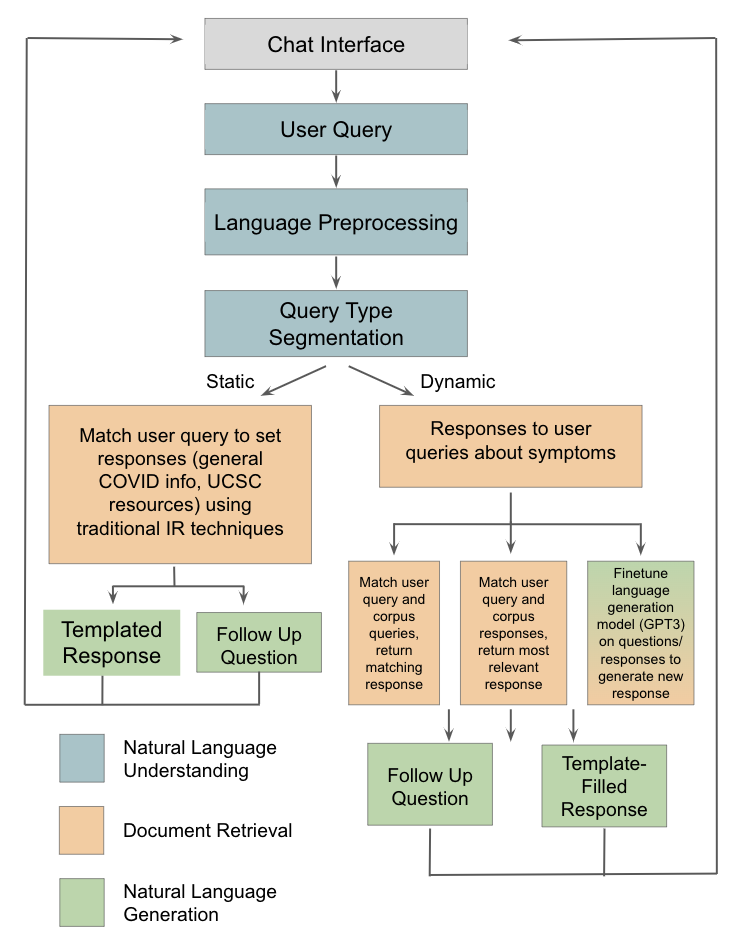 Chat Interface
User Query
Language Preprocessing
Query Type
Segmentation
Static
Dynamic
Match user query to set
responses (general
COVID info, UCSC
resources) using
traditional IR techniques
Responses to user
queries about symptoms
Templated
Response
Follow Up
Question
Match user
query and
corpus
queries,
return
matching
response
Match user
query and
corpus
responses,
return most
relevant
response
Finetune
language
generation
model (GPT3)
on questions/
responses to
generate new
response
Follow Up
Question
Template-
Filled
Response
Natural Language
Understanding
Document Retrieval
Natural Language
Generation